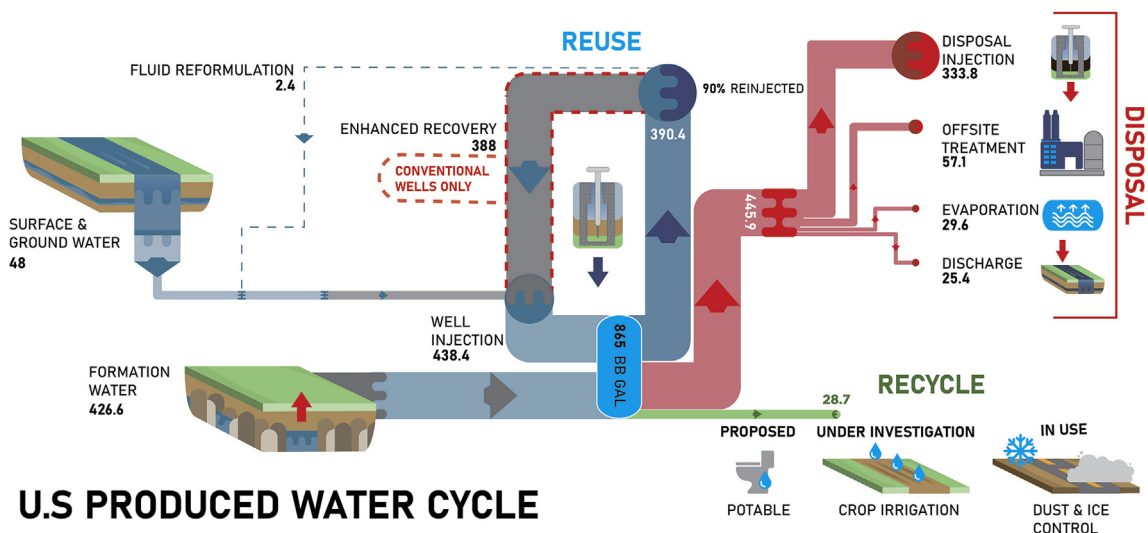 REUSE
FLUID REFORMULATION
2.4
ENHANCED RECOVERY
388
CONVENTIONAL
WELLS ONLY
90% REINJECTED
390.4
SURFACE &
GROUND WATER
48
WELL
INJECTION
438.4
FORMATION
WATER
426.6
865 BB GAL
445.9
DISPOSAL
INJECTION
333.8
OFFSITE
TREATMENT
57.1
EVAPORATION
29.6
DISCHARGE
25.4
DISPOSAL
RECYCLE
28.7
PROPOSED
POTABLE
UNDER INVESTIGATION
CROP IRRIGATION
IN USE
DUST & ICE
CONTROL
U.S PRODUCED WATER CYCLE